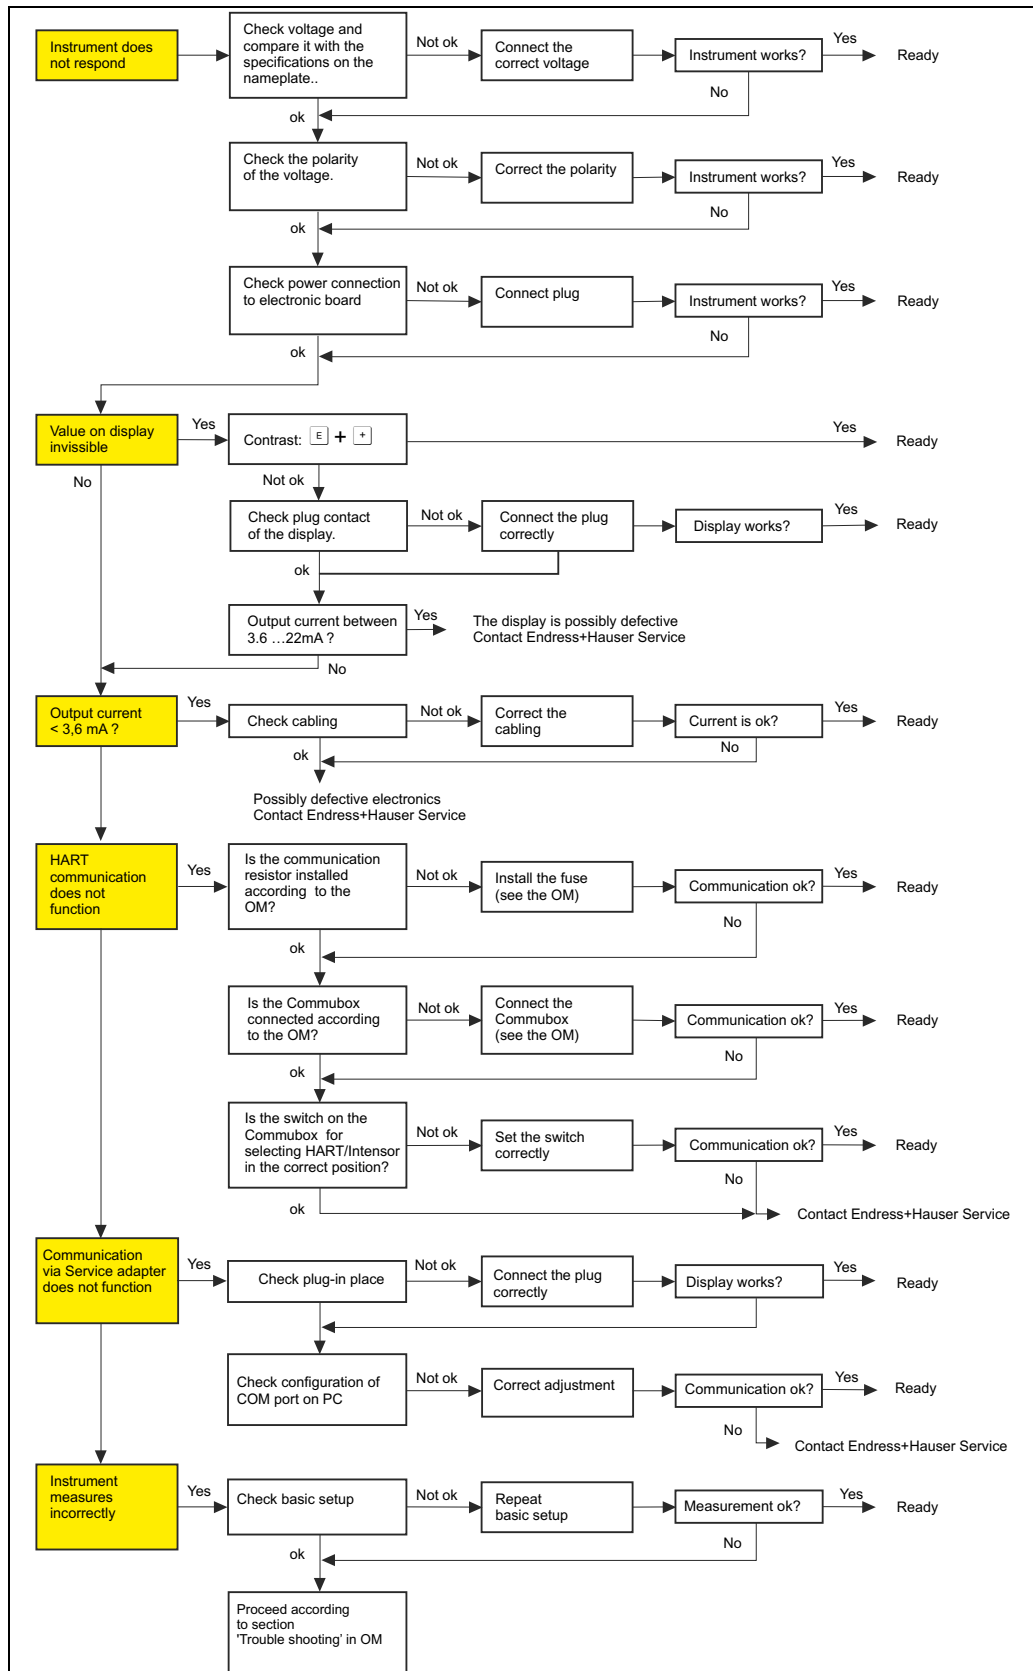 Instrument does
not respond
Check voltage and
compare it with the
specifications on the
nameplate..
Not ok
Connect the
correct voltage
Instrument works?
Yes
Ready
No
ok
Check the polarity
of the voltage.
Not ok
Correct the polarity
Instrument works?
Yes
Ready
No
ok
Check power connection
to electronic board
Not ok
Connect plug
Instrument works?
Yes
Ready
No
ok
Value on display
invissible
Yes
Contrast: E + +
Yes
Ready
No
Not ok
Check plug contact
of the display.
Not ok
Connect the plug
correctly
Display works?
Yes
Ready
ok
Output current between
3.6 ...22mA ?
Yes
The display is possibly defective
Contact Endress+Hauser Service
No
Output current
< 3,6 mA ?
Yes
Check cabling
Not ok
Correct the
cabling
Current is ok?
Yes
Ready
No
ok
Possibly defective electronics
Contact Endress+Hauser Service
HART
communication
does not
function
Yes
Is the communication
resistor installed
according to the
OM?
Not ok
Install the fuse
(see the OM)
Communication ok?
Yes
Ready
No
ok
Is the Commubox
connected according
to the OM?
Not ok
Connect the
Commubox
(see the OM)
Communication ok?
Yes
Ready
No
ok
Is the switch on the
Commubox for
selecting HART/Intensor
in the correct position?
Not ok
Set the switch
correctly
Communication ok?
Yes
Ready
No
ok
Contact Endress+Hauser Service
Communication
via Service adapter
does not function
Yes
Check plug-in place
Not ok
Connect the plug
correctly
Display works?
Yes
Ready
Check configuration of
COM port on PC
Not ok
Correct adjustment
Communication ok?
Yes
Ready
No
Contact Endress+Hauser Service
Instrument
measures
incorrectly
Yes
Check basic setup
Not ok
Repeat
basic setup
Measurement ok?
Yes
Ready
No
ok
Proceed according
to section
'Trouble shooting' in OM